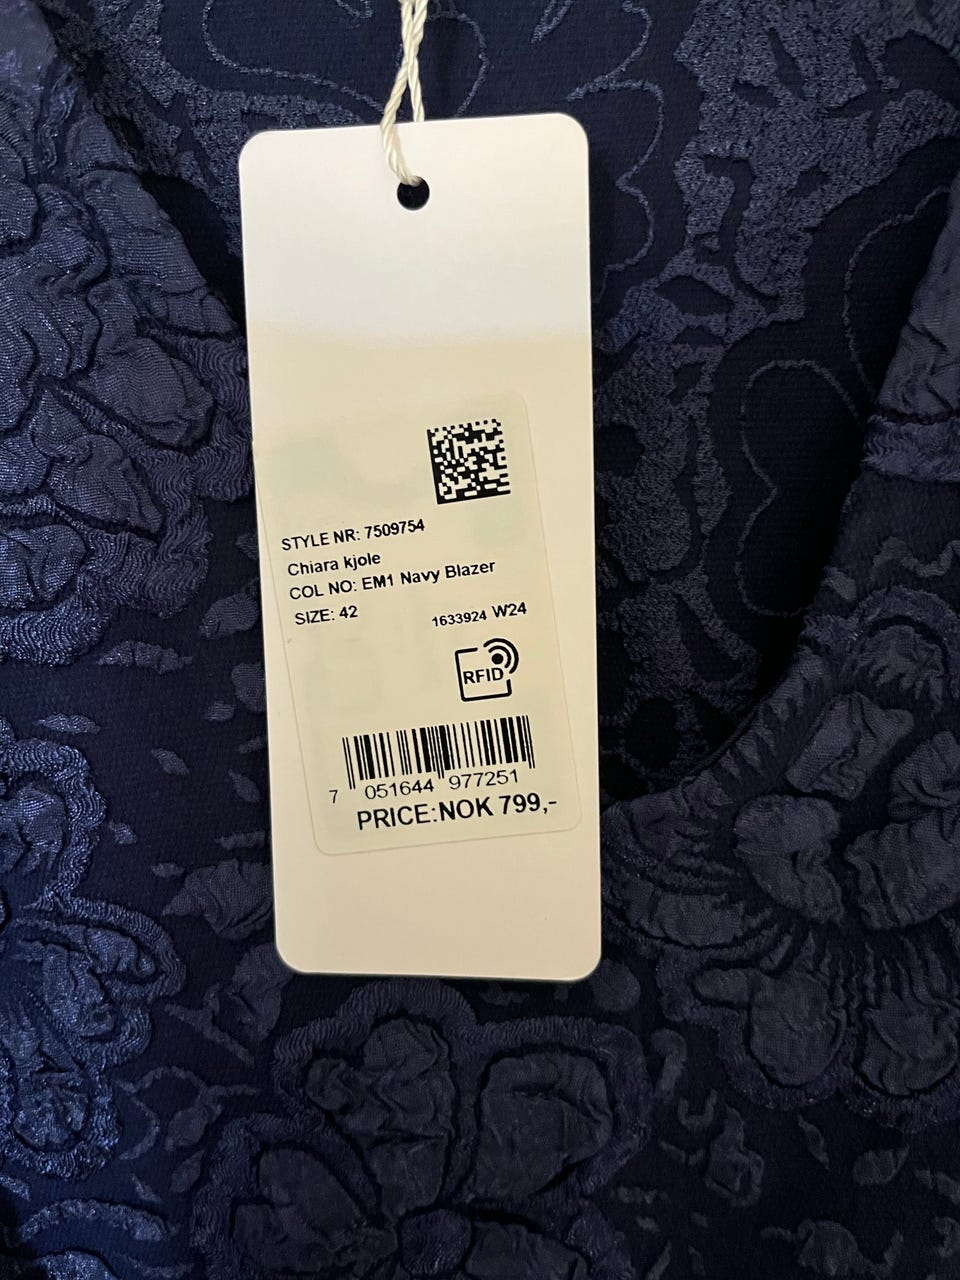 STYLE NR: 7509754
Chiara kjole
COL NO: EM1 Navy Blazer
SIZE: 42
1633924 W24
RFID
7 051644 977251
PRICE:NOK 799,-